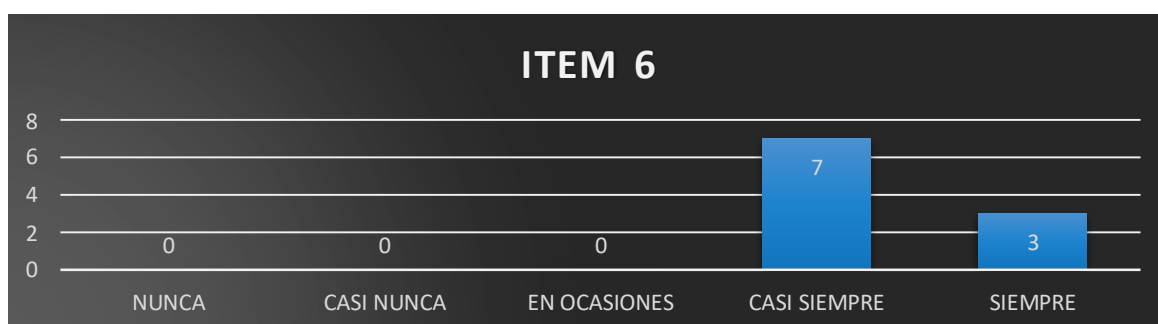 ITEM 6
8
6
4
2
0
0 0 0 7 3
NUNCA CASI NUNCA EN OCASIONES CASI SIEMPRE SIEMPRE